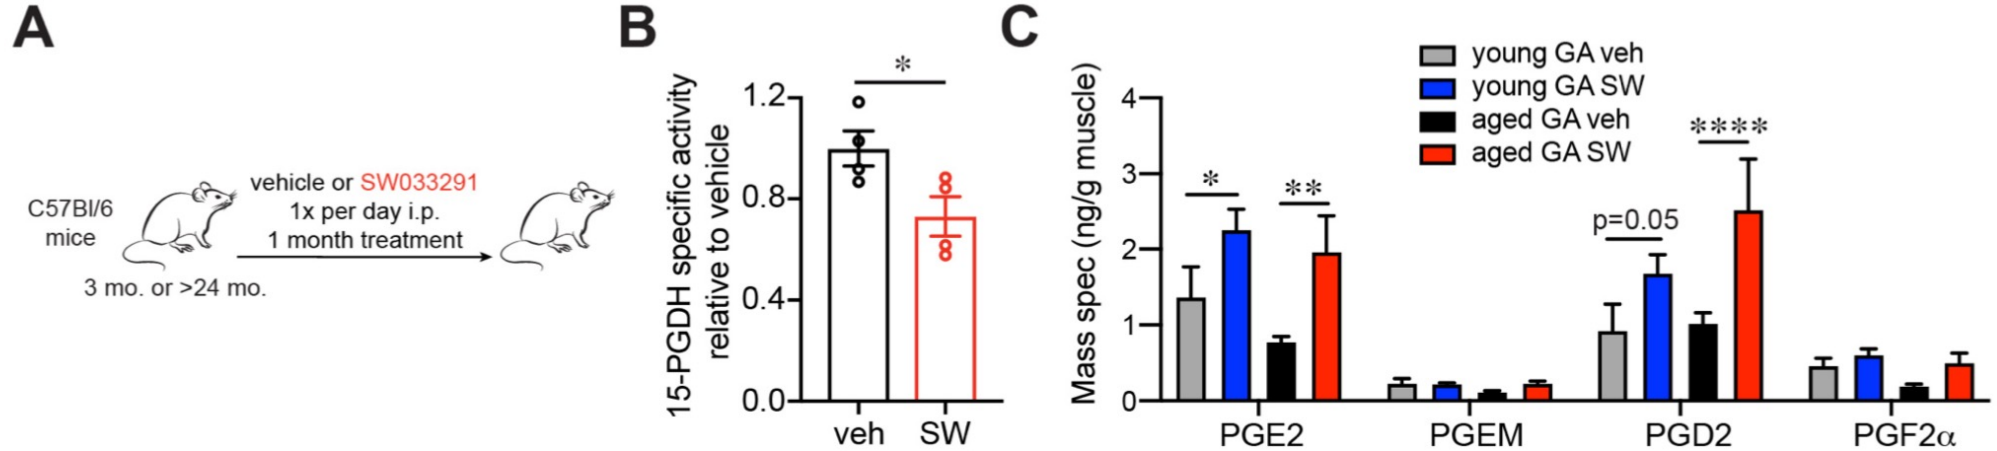 A
C57Bl/6
mice
vehicle or SW033291
1x per day i.p.
1 month treatment
3 mo. or >24 mo.
B
15-PGDH specific activity
relative to vehicle
1.2
0.8
0.4
0.0
*
veh
SW
C
Mass spec (ng/g muscle)
4
3
2
1
0
young GA veh
young GA SW
aged GA veh
aged GA SW
*
**
p=0.05
****
PGE2
PGEM
PGD2
PGF2α